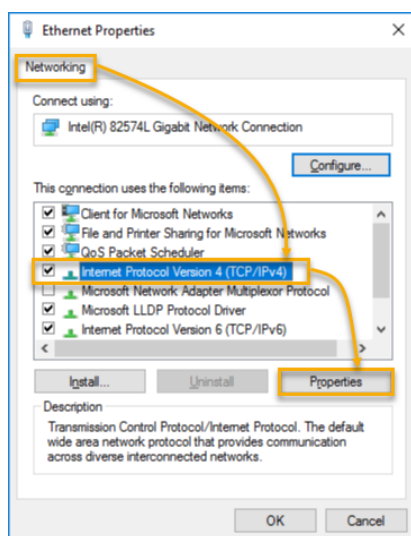 Ethernet Properties
Networking
Connect using:
Intel(R) 82574L Gigabit Network Connection
Configure...
This connection uses the following items:
Client for Microsoft Networks
File and Printer Sharing for Microsoft Networks
QoS Packet Scheduler
Internet Protocol Version 4 (TCP/IPv4)
Microsoft Network Adapter Multiplexor Protocol
Microsoft LLDP Protocol Driver
Internet Protocol Version 6 (TCP/IPv6)
Install...
Uninstall
Properties
Description
Transmission Control Protocol/Internet Protocol. The default
wide area network protocol that provides communication
across diverse interconnected networks.
OK
Cancel